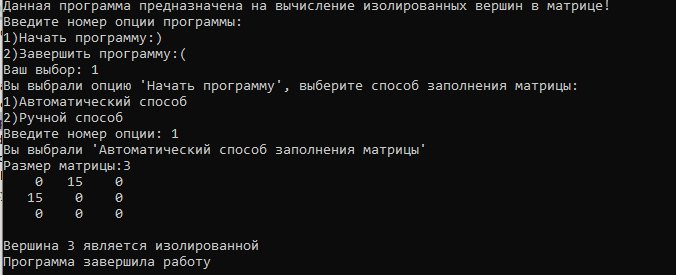 Данная программа предназначена на вычисление изолированных вершин в матрице!
Введите номер опции программы:
1)Начать программу:)
2)Завершить программу:(
Ваш выбор: 1
Вы выбрали опцию 'Начать программу', выберите способ заполнения матрицы:
1)Автоматический способ
2)Ручной способ
Введите номер опции: 1
Вы выбрали 'Автоматический способ заполнения матрицы'
Размер матрицы:3
0 15 0
15 0 0
0 0 0
Вершина 3 является изолированной
Программа завершила работу